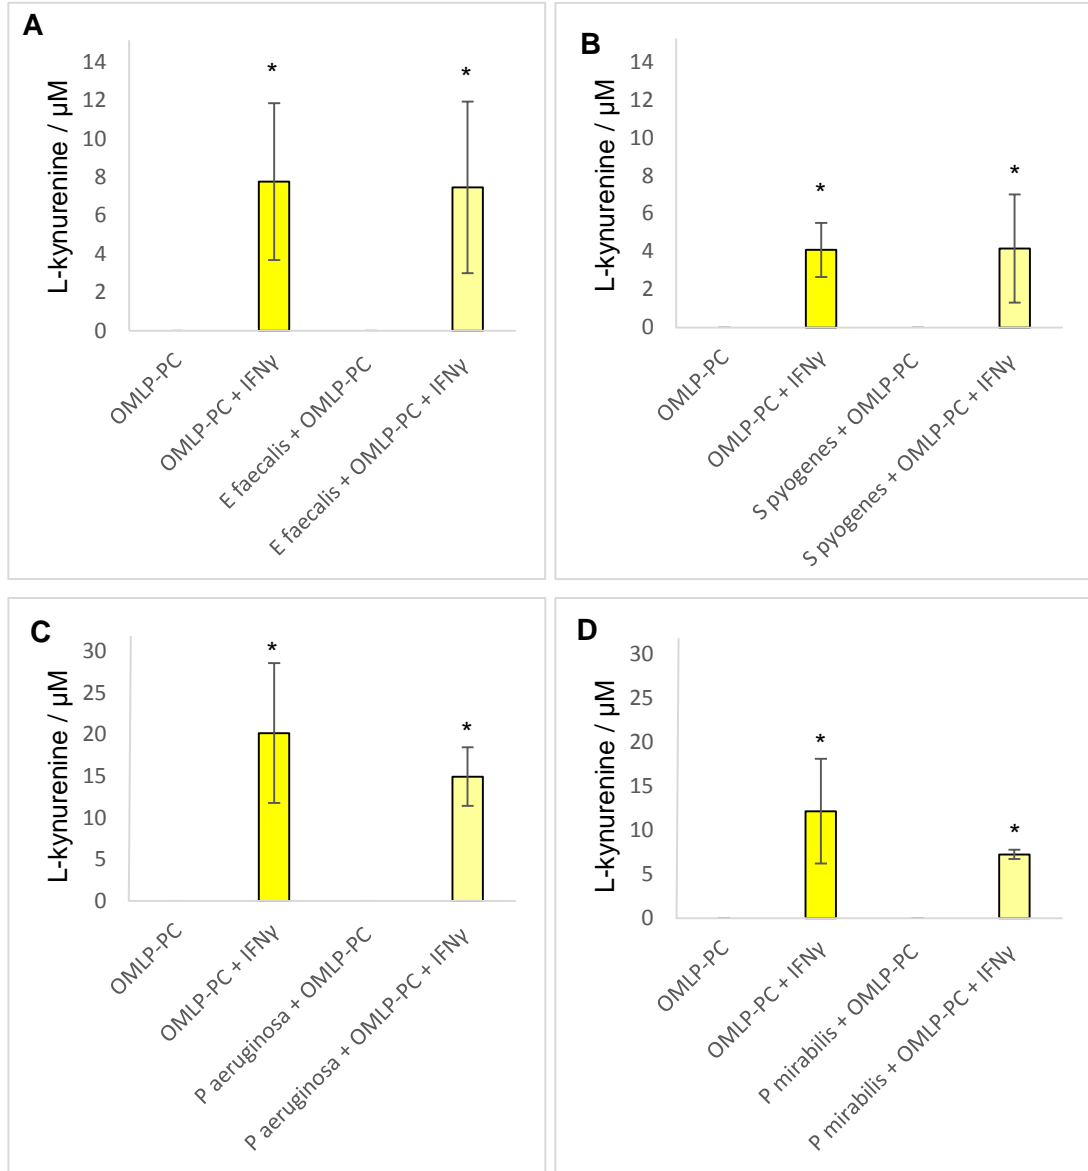 A
L-kynurenine / µM
14
12
10
8
6
4
2
0
*
*
OMLP-PC
OMLP-PC + IFNγ
E faecalis + OMLP-PC
E faecalis + OMLP-PC + IFNγ
B
L-kynurenine / µM
14
12
10
8
6
4
2
0
*
*
OMLP-PC
OMLP-PC + IFNγ
S pyogenes + OMLP-PC
S pyogenes + OMLP-PC + IFNγ
C
L-kynurenine / µM
30
25
20
15
10
5
0
*
*
OMLP-PC
OMLP-PC + IFNγ
P aeruginosa + OMLP-PC
P aeruginosa + OMLP-PC + IFNγ
D
L-kynurenine / µM
30
25
20
15
10
5
0
*
*
OMLP-PC
OMLP-PC + IFNγ
P mirabilis + OMLP-PC
P mirabilis + OMLP-PC + IFNγ